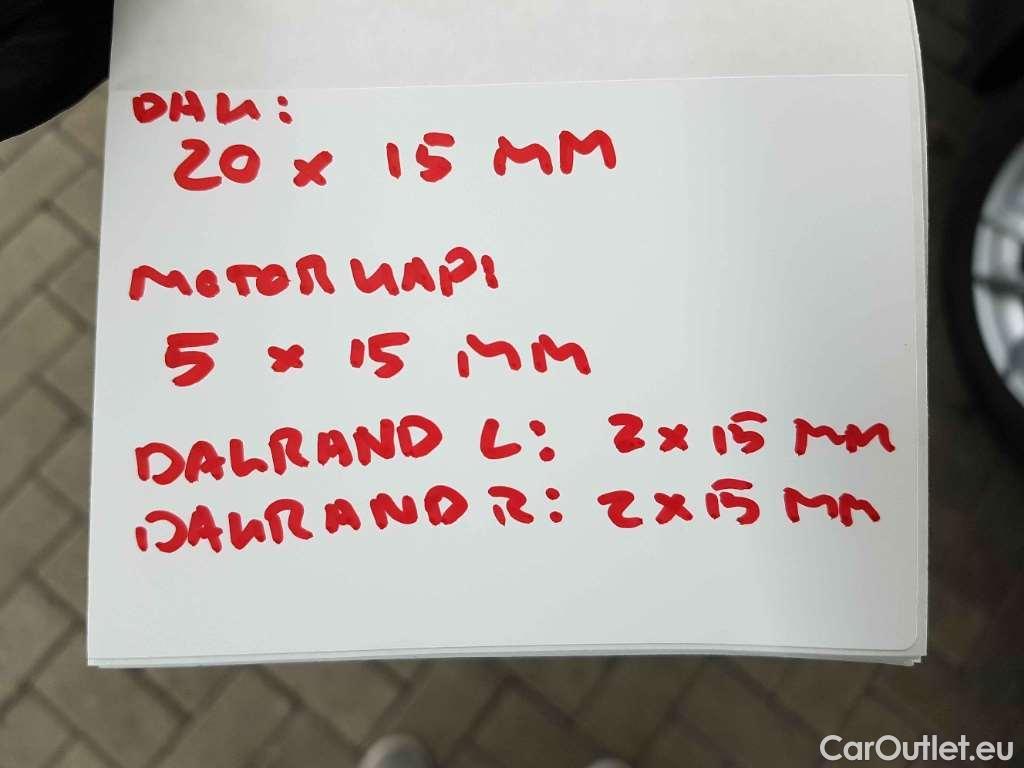 DAK:
20 x 15 MM
MOTORKAP:
5 x 15 MM
DAKRAND L: 2 x 15 MM
DAKRAND R: 2 x 15 MM
CarOutlet.eu